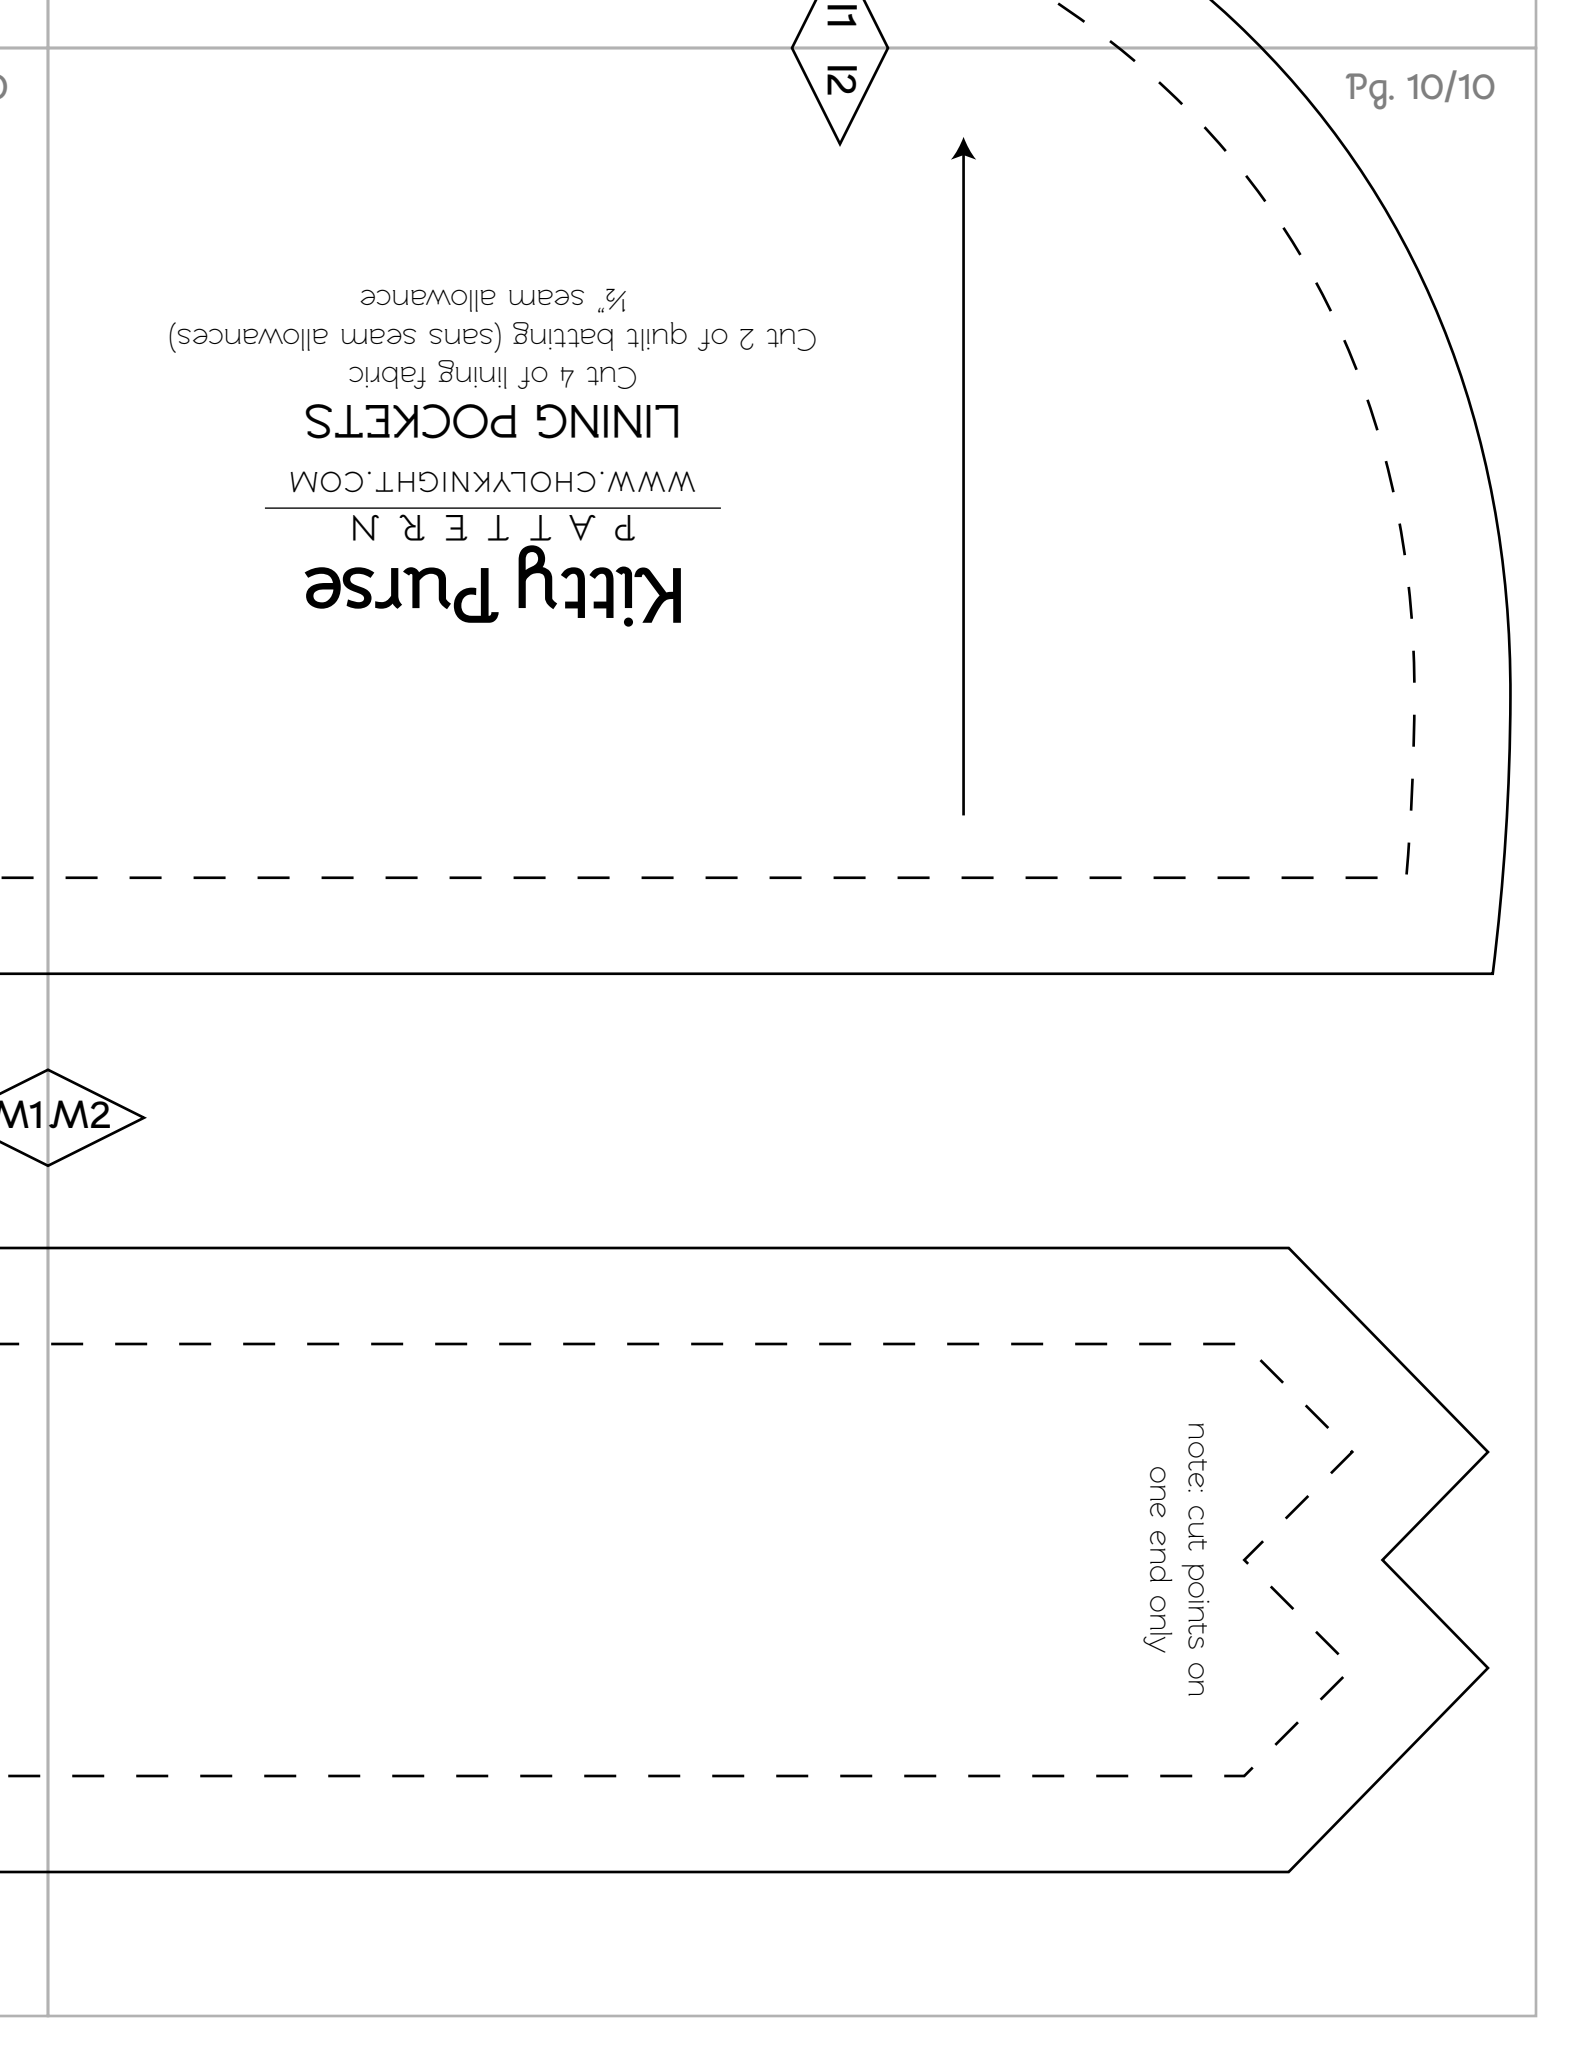 I1
I2
Pg. 10/10
Kitty Purse
PATTERN
WWW.CHOLYKNIGHT.COM
LINING POCKETS
Cut 4 of lining fabric
Cut 2 of quilt battting (sans seam allowances)
½" seam allowance
M1 M2
note: cut points on
one end only